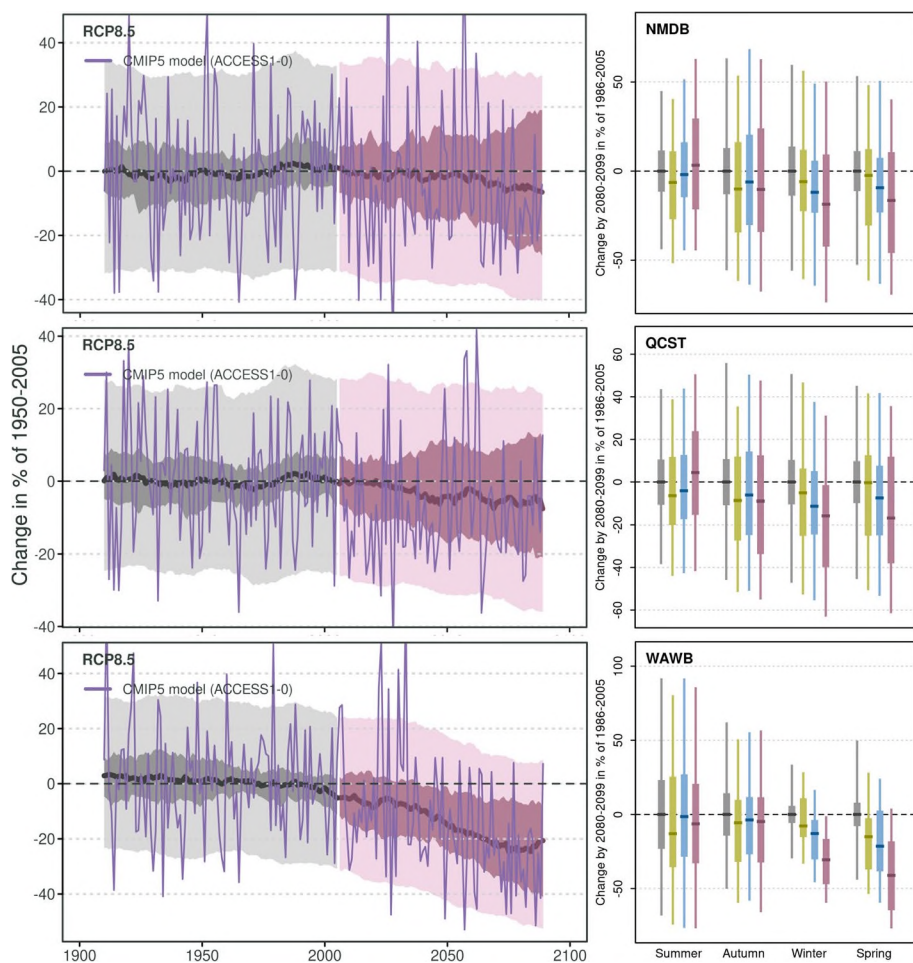 RCP8.5
CMIP5 model (ACCESS1-0)
40
20
0
-20
-40
NMDB
50
0
-50
Change by 2080-2099 in % of 1986-2005
RCP8.5
CMIP5 model (ACCESS1-0)
40
20
0
-20
-40
Change in % of 1950-2005
QCST
60
40
20
0
-20
-40
-60
Change by 2080-2099 in % of 1986-2005
RCP8.5
CMIP5 model (ACCESS1-0)
40
20
0
-20
-40
1900
1950
2000
2050
2100
WAWB
100
50
0
-50
Change by 2080-2099 in % of 1986-2005
Summer
Autumn
Winter
Spring